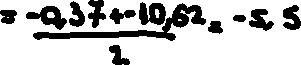 = -0,37 + -10,62 = -5,5
2